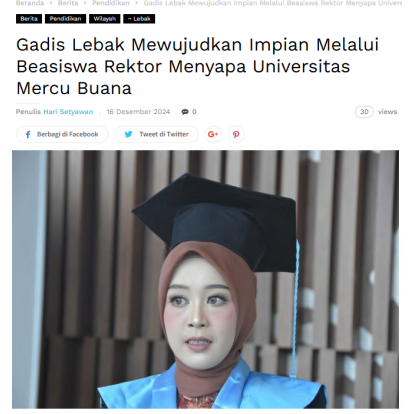 Beranda > Berita > Pendidikan > Gadis Lebak Mewujudkan Impian Melalui Beasiswa Rektor Menyapa Univers
Berita Pendidikan Wilayah ~ Lebak
Gadis Lebak Mewujudkan Impian Melalui
Beasiswa Rektor Menyapa Universitas
Mercu Buana
Penulis Hari Setyawan . 16 Desember 2024 0 30 views
Berbagi di Facebook Tweet di Twitter G+